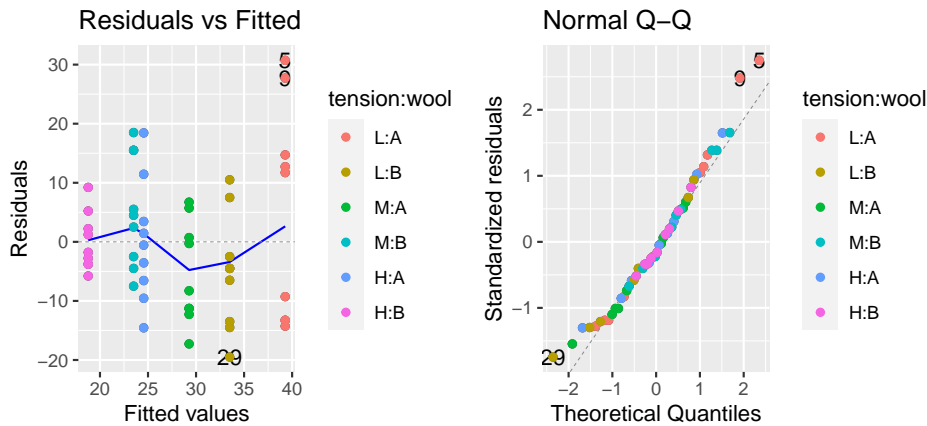 Residuals vs Fitted
Residuals
30
20
10
0
−10
−20
5
9
29
20
25
30
35
40
Fitted values
tension:wool
L:A
L:B
M:A
M:B
H:A
H:B
Normal Q−Q
Standardized residuals
2
1
0
−1
5
9
29
−2
−1
0
1
2
Theoretical Quantiles
tension:wool
L:A
L:B
M:A
M:B
H:A
H:B